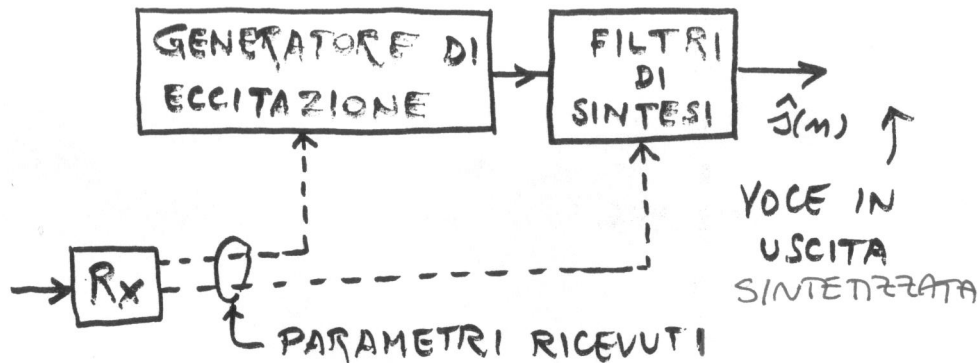 GENERATORE DI
ECCITAZIONE
FILTRI
DI
SINTESI
ŝ(n)
VOCE IN
USCITA
SINTETIZZATA
Rx
PARAMETRI RICEVUTI